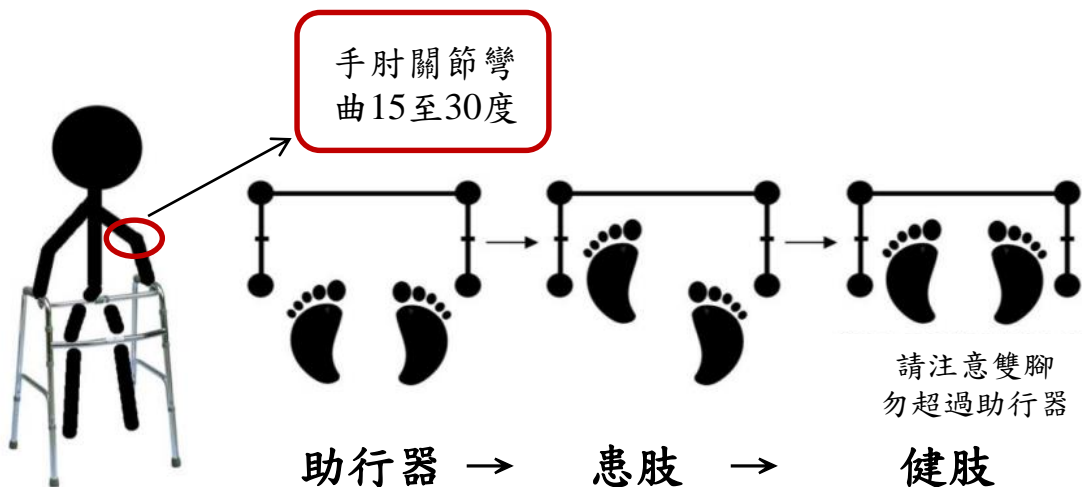 手肘關節彎
曲15至30度
請注意雙腳
勿超過助行器
助行器 → 患肢 → 健肢